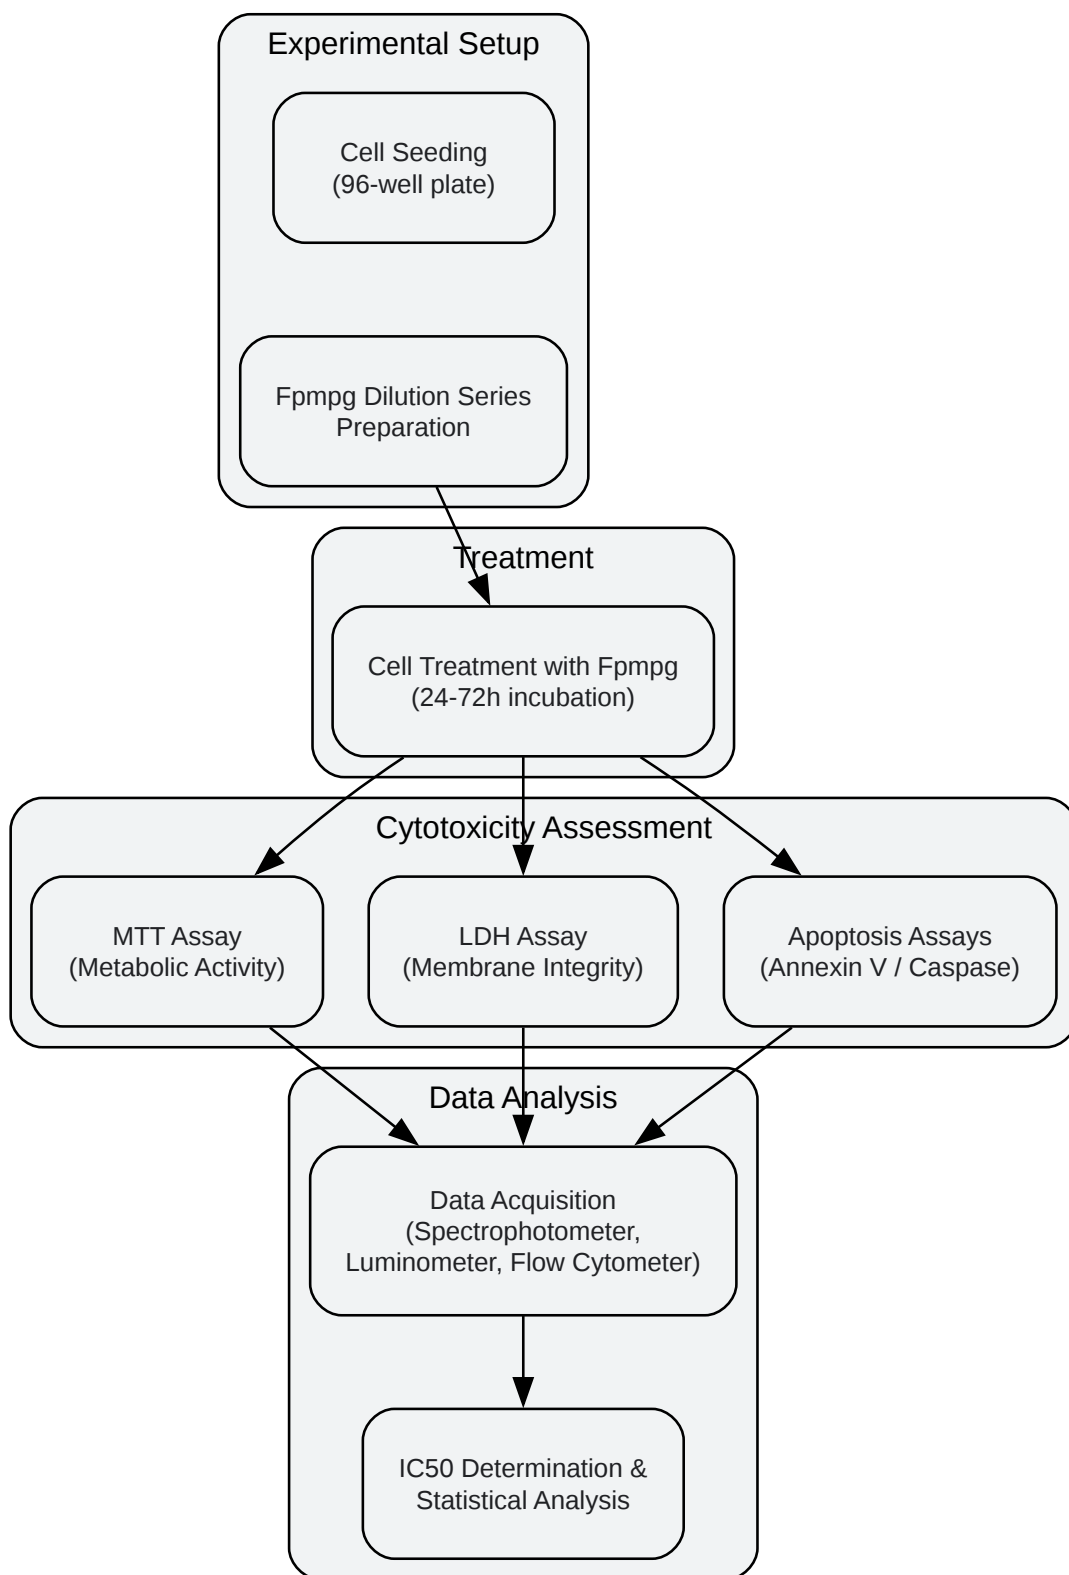 Experimental Setup
Cell Seeding
(96-well plate)
Fpmpg Dilution Series
Preparation
Treatment
Cell Treatment with Fpmpg
(24-72h incubation)
Cytotoxicity Assessment
MTT Assay
(Metabolic Activity)
LDH Assay
(Membrane Integrity)
Apoptosis Assays
(Annexin V / Caspase)
Data Analysis
Data Acquisition
(Spectrophotometer,
Luminometer, Flow Cytometer)
IC50 Determination &
Statistical Analysis